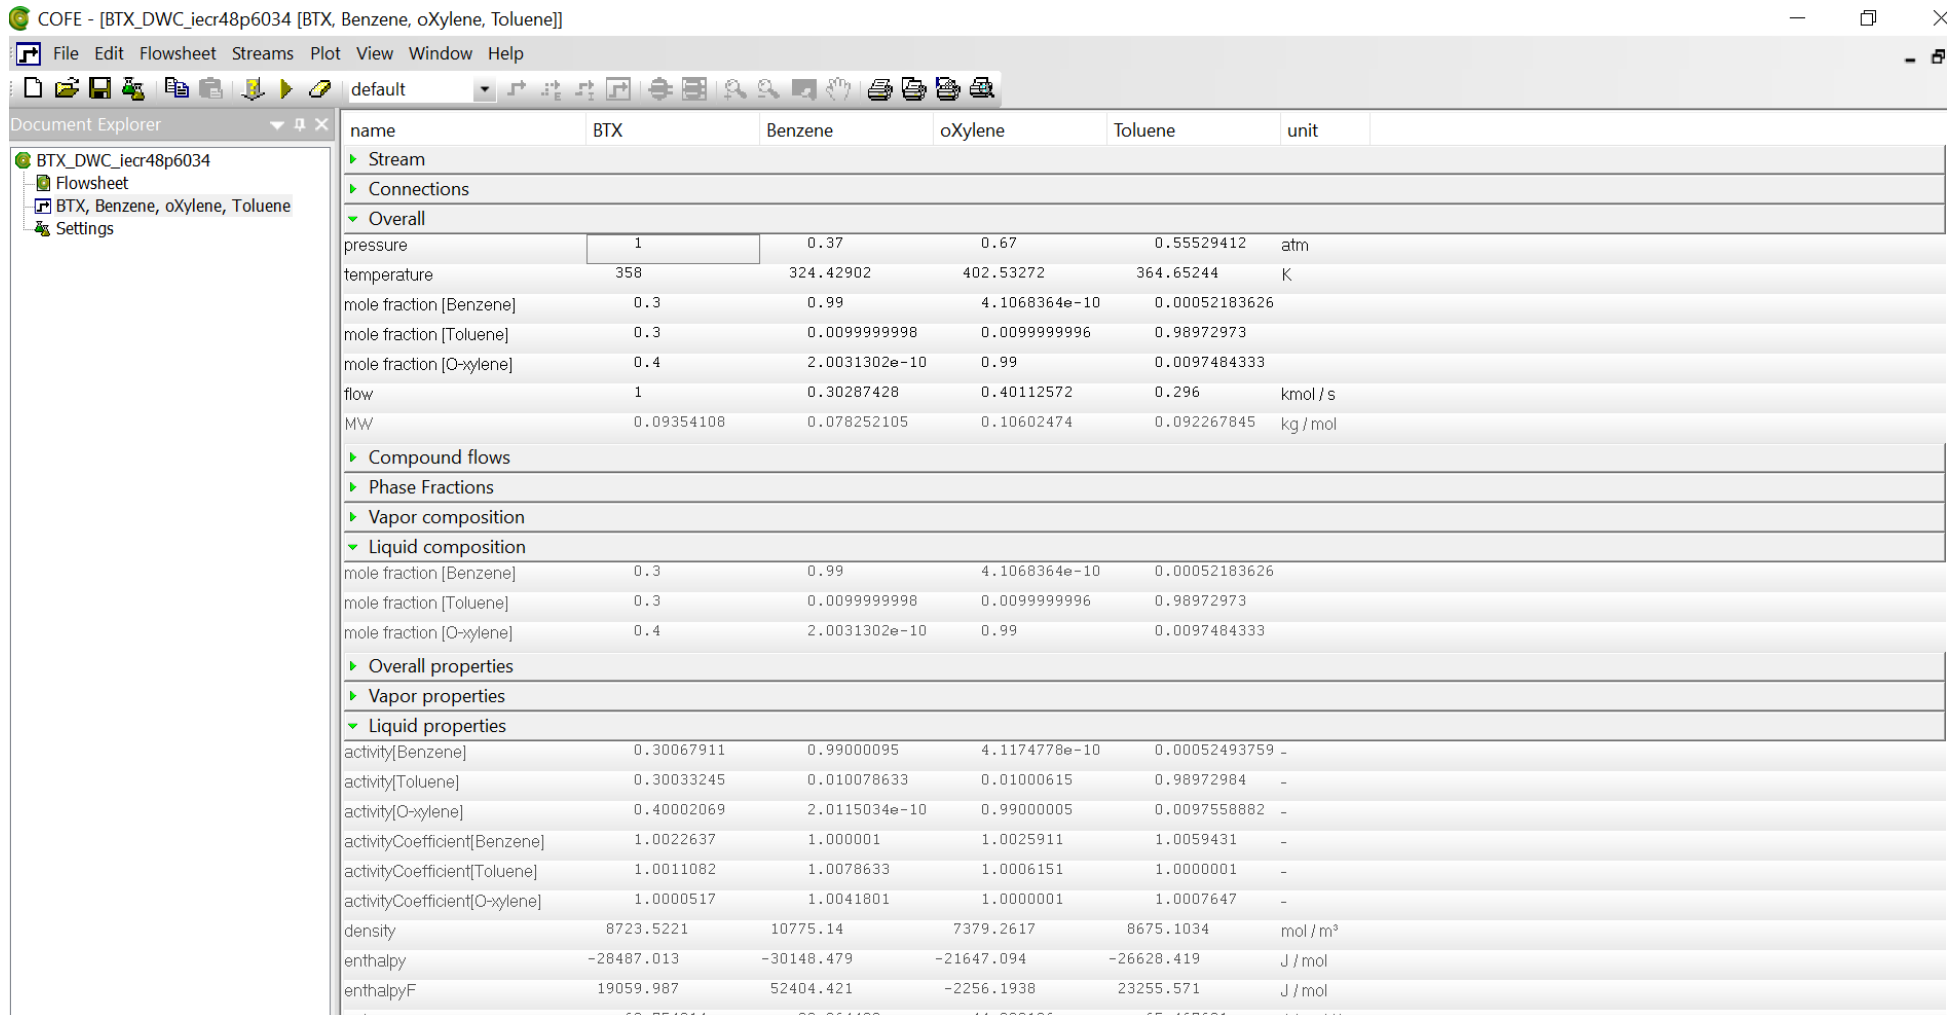 COFE - [BTX_DWC_iecr48p6034 [BTX, Benzene, oXylene, Toluene]]
File Edit Flowsheet Streams Plot View Window Help
default
Document Explorer
BTX_DWC_iecr48p6034
Flowsheet
BTX, Benzene, oXylene, Toluene
Settings
name BTX Benzene oXylene Toluene unit
Stream
Connections
Overall
pressure 1 0.37 0.67 0.55529412 atm
temperature 358 324.42902 402.53272 364.65244 K
mole fraction [Benzene] 0.3 0.99 4.1068364e-10 0.00052183626
mole fraction [Toluene] 0.3 0.0099999998 0.0099999996 0.98972973
mole fraction [O-xylene] 0.4 2.0031302e-10 0.99 0.0097484333
flow 1 0.30287428 0.40112572 0.296 kmol / s
MW 0.09354108 0.078252105 0.10602474 0.092267845 kg / mol
Compound flows
Phase Fractions
Vapor composition
Liquid composition
mole fraction [Benzene] 0.3 0.99 4.1068364e-10 0.00052183626
mole fraction [Toluene] 0.3 0.0099999998 0.0099999996 0.98972973
mole fraction [O-xylene] 0.4 2.0031302e-10 0.99 0.0097484333
Overall properties
Vapor properties
Liquid properties
activity[Benzene] 0.30067911 0.99000095 4.1174778e-10 0.00052493759 -
activity[Toluene] 0.30033245 0.010078633 0.01000615 0.98972984 -
activity[O-xylene] 0.40002069 2.0115034e-10 0.99000005 0.0097558882 -
activityCoefficient[Benzene] 1.0022637 1.000001 1.0025911 1.0059431 -
activityCoefficient[Toluene] 1.0011082 1.0078633 1.0006151 1.0000001 -
activityCoefficient[O-xylene] 1.0000517 1.0041801 1.0000001 1.0007647 -
density 8723.5221 10775.14 7379.2617 8675.1034 mol / m³
enthalpy -28487.013 -30148.479 -21647.094 -26628.419 J / mol
enthalpyF 19059.987 52404.421 -2256.1938 23255.571 J / mol